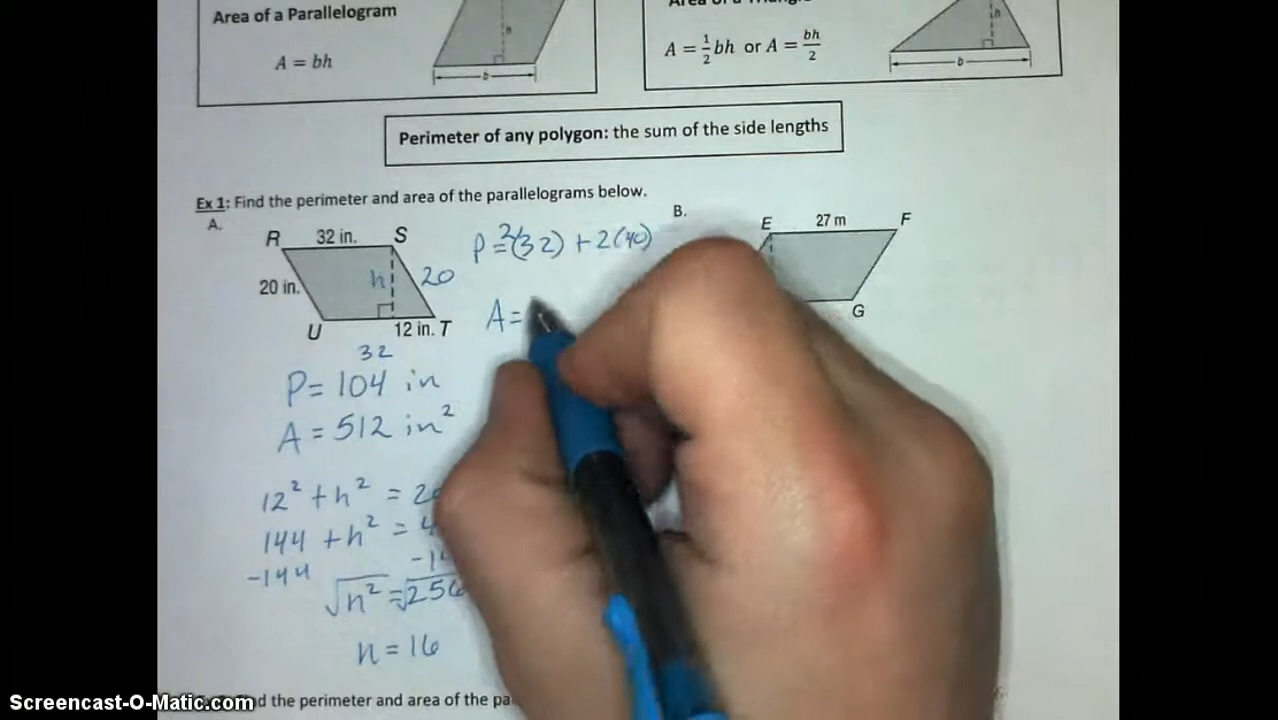 Area of a Parallelogram
A = bh
h
b
A = 1/2 bh or A = bh/2
h
b
Perimeter of any polygon: the sum of the side lengths
Ex 1: Find the perimeter and area of the parallelograms below.
A.
R 32 in. S
20 in.
h
20
U
12 in. T
32
P = 2(32) + 2(40)
A =
P = 104 in
A = 512 in²
12² + h² =
144 + h² =
-144
√h² = √256
h = 16
B.
E 27 m F
G
d the perimeter and area of the pa
Screencast-O-Matic.com